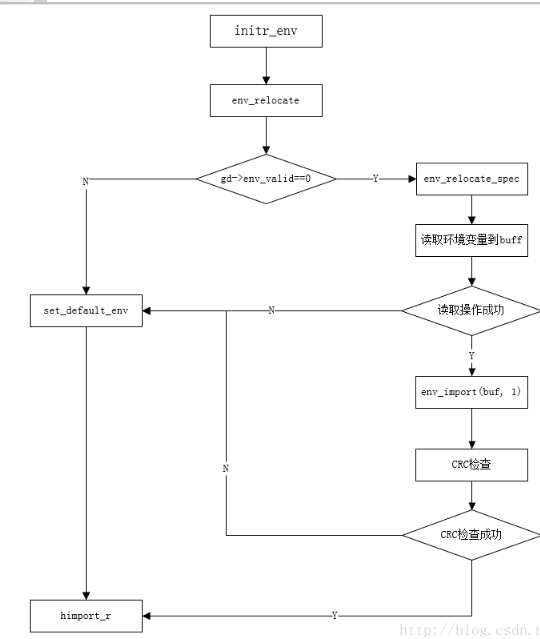 initr_env
env_relocate
gd->env_valid==0
N
Y
env_relocate_spec
读取环境变量到buff
读取操作成功
N
set_default_env
Y
env_import(buf, 1)
CRC检查
N
CRC检查成功
himport_r
Y
http://blog.csdn.n